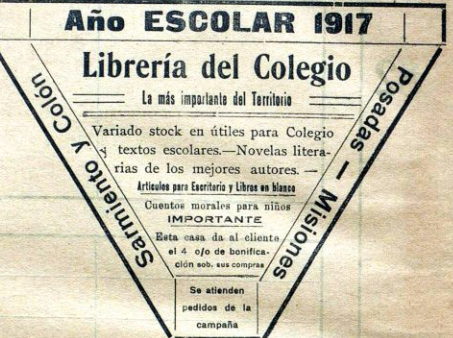 Año ESCOLAR 1917
Librería del Colegio
La más importante del Territorio
Sarmiento y Colón
Posadas — Misiones
Variado stock en útiles para Colegio
y textos escolares.—Novelas litera-
rias de los mejores autores. —
Artículos para Escritorio y Libros en blanco
Cuentos morales para niños
IMPORTANTE
Esta casa da al cliente
el 4 o/o de bonifica-
ción sob. sus compras
Se atienden
pedidos de la
campaña